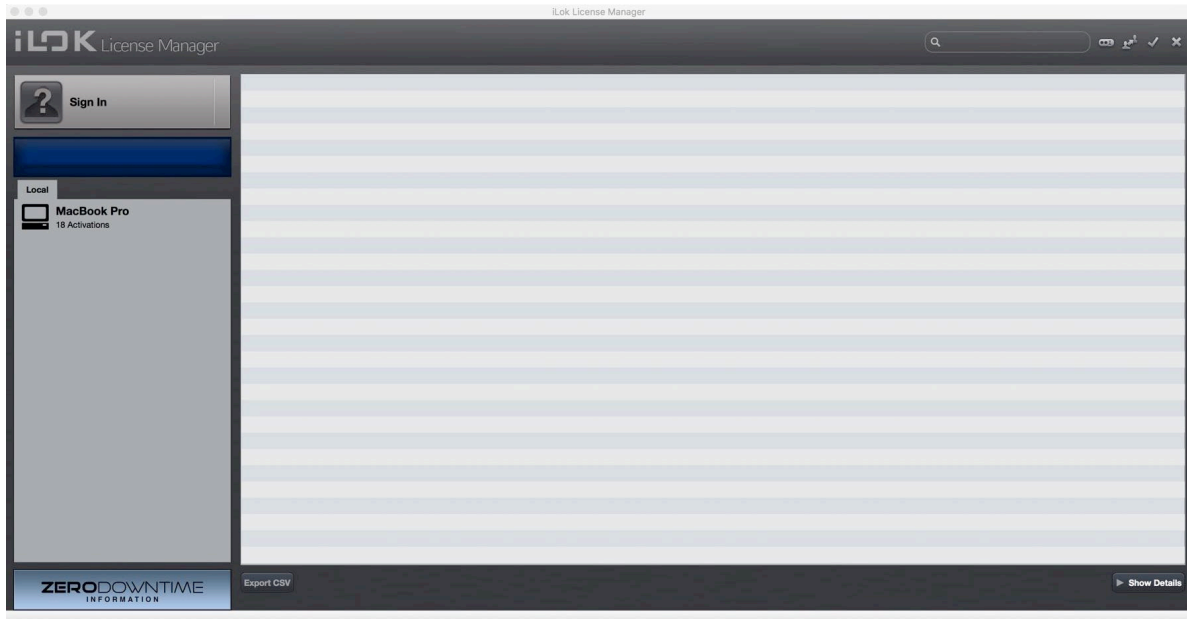 iLok License Manager
iLOK License Manager
Sign In
Local
MacBook Pro
18 Activations
ZERODOWNTIME
INFORMATION
Export CSV
Show Details